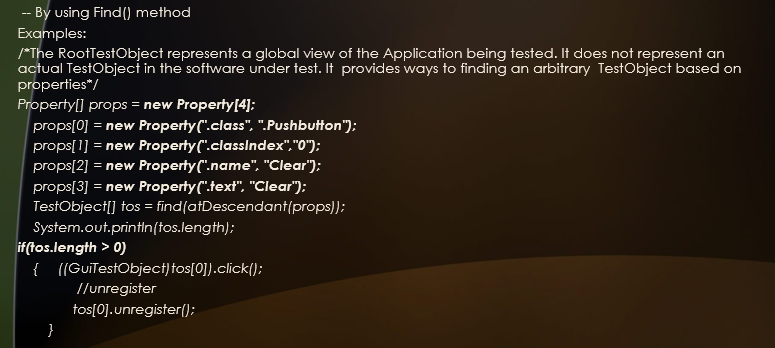 -- By using Find() method
Examples:
/*The RootTestObject represents a global view of the Application being tested. It does not represent an
actual TestObject in the software under test. It  provides ways to finding an arbitrary  TestObject based on
properties*/
Property[] props = new Property[4];
props[0] = new Property(".class", ".Pushbutton");
props[1] = new Property(".classIndex","0");
props[2] = new Property(".name", "Clear");
props[3] = new Property(".text", "Clear");
TestObject[] tos = find(atDescendant(props));
System.out.println(tos.length);
if(tos.length > 0)
{    ((GuiTestObject)tos[0]).click();
//unregister
tos[0].unregister();
}